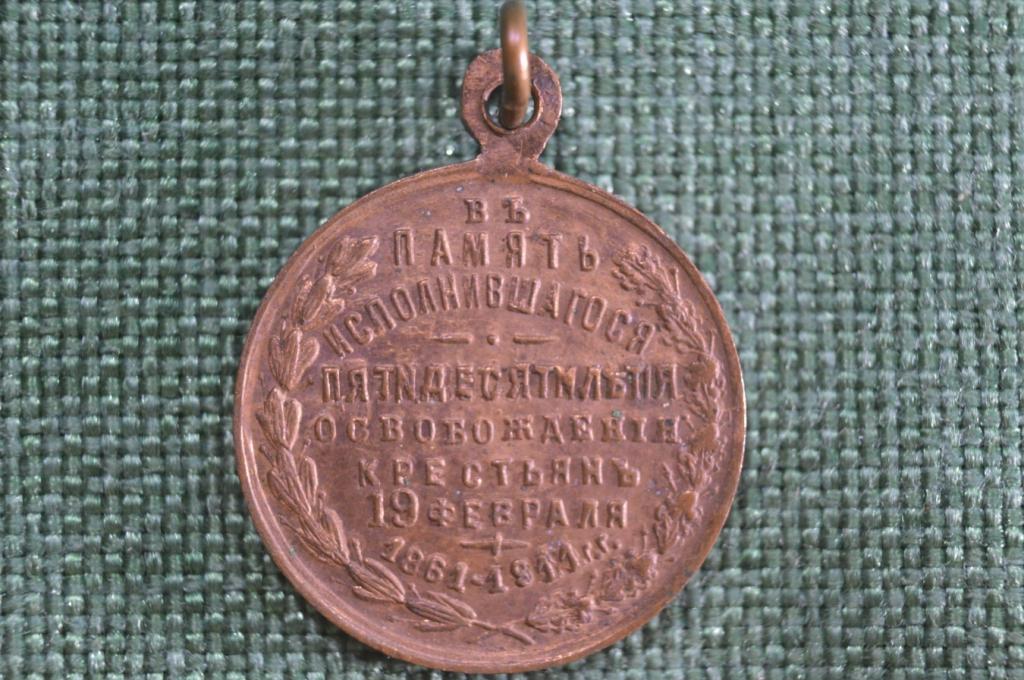 ВЪ
ПАМЯТЬ
ИСПОЛНИВШАГОСЯ
ПЯТИДЕСЯТИЛѢТІЯ
ОСВОБОЖДЕНІЯ
КРЕСТЬЯНЪ
19 ФЕВРАЛЯ
1861-1911 г.г.